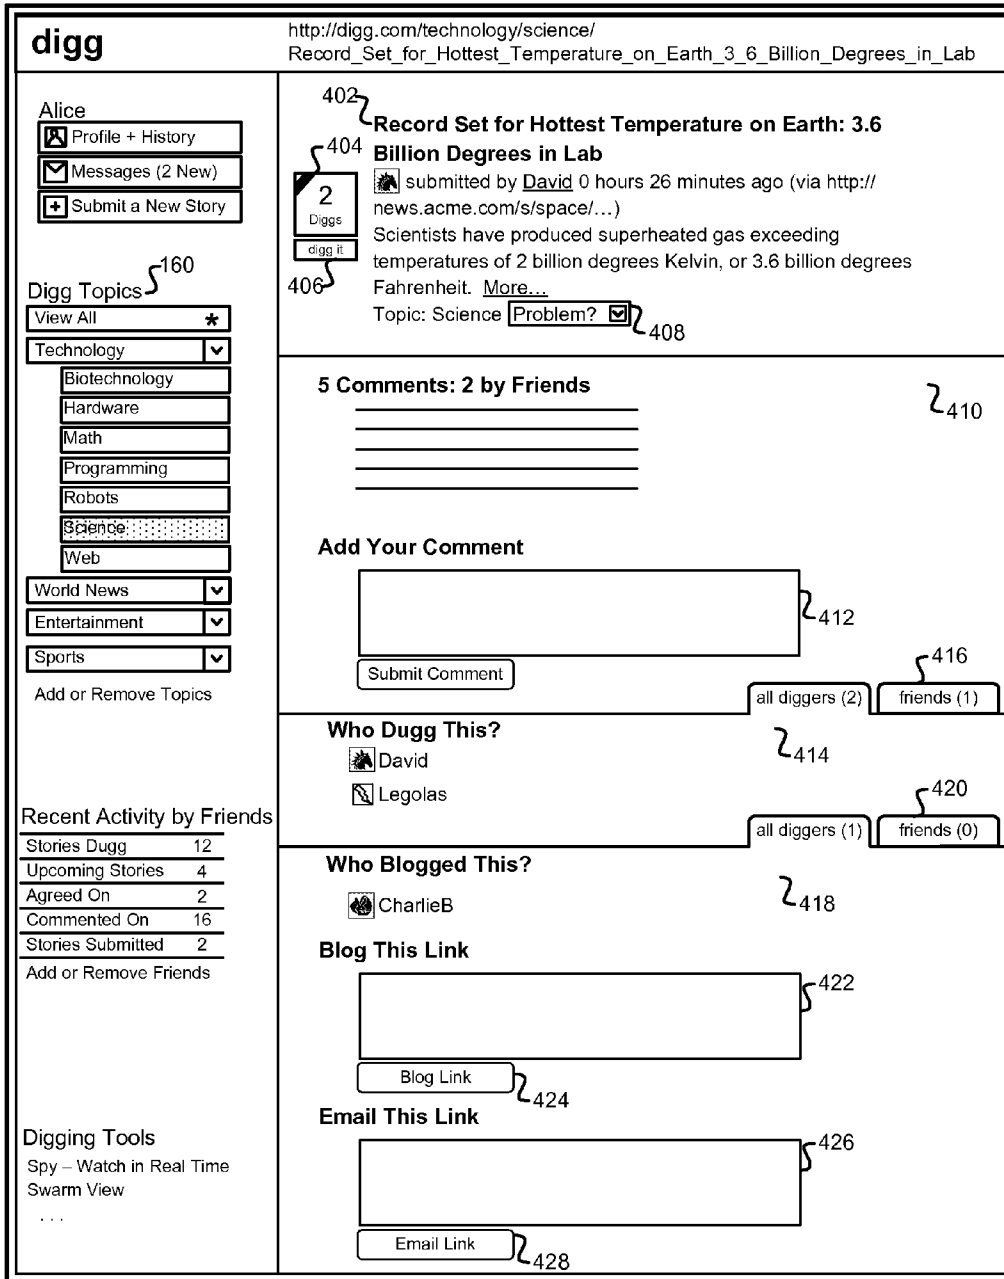 digg
http://digg.com/technology/science/
Record_Set_for_Hottest_Temperature_on_Earth_3_6_Billion_Degrees_in_Lab
Alice
Profile + History
Messages (2 New)
Submit a New Story
160
Digg Topics
View All *
Technology
Biotechnology
Hardware
Math
Programming
Robots
Science
Web
World News
Entertainment
Sports
Add or Remove Topics
Recent Activity by Friends
Stories Dugg 12
Upcoming Stories 4
Agreed On 2
Commented On 16
Stories Submitted 2
Add or Remove Friends
Digging Tools
Spy – Watch in Real Time
Swarm View
. . .
402
Record Set for Hottest Temperature on Earth: 3.6
Billion Degrees in Lab
404
2
Diggs
digg it
406
submitted by David 0 hours 26 minutes ago (via http://
news.acme.com/s/space/...)
Scientists have produced superheated gas exceeding
temperatures of 2 billion degrees Kelvin, or 3.6 billion degrees
Fahrenheit. More...
Topic: Science Problem?
408
5 Comments: 2 by Friends
410
Add Your Comment
412
Submit Comment
416
all diggers (2) friends (1)
Who Dugg This?
414
David
Legolas
420
all diggers (1) friends (0)
Who Blogged This?
418
CharlieB
Blog This Link
422
Blog Link
424
Email This Link
426
Email Link
428